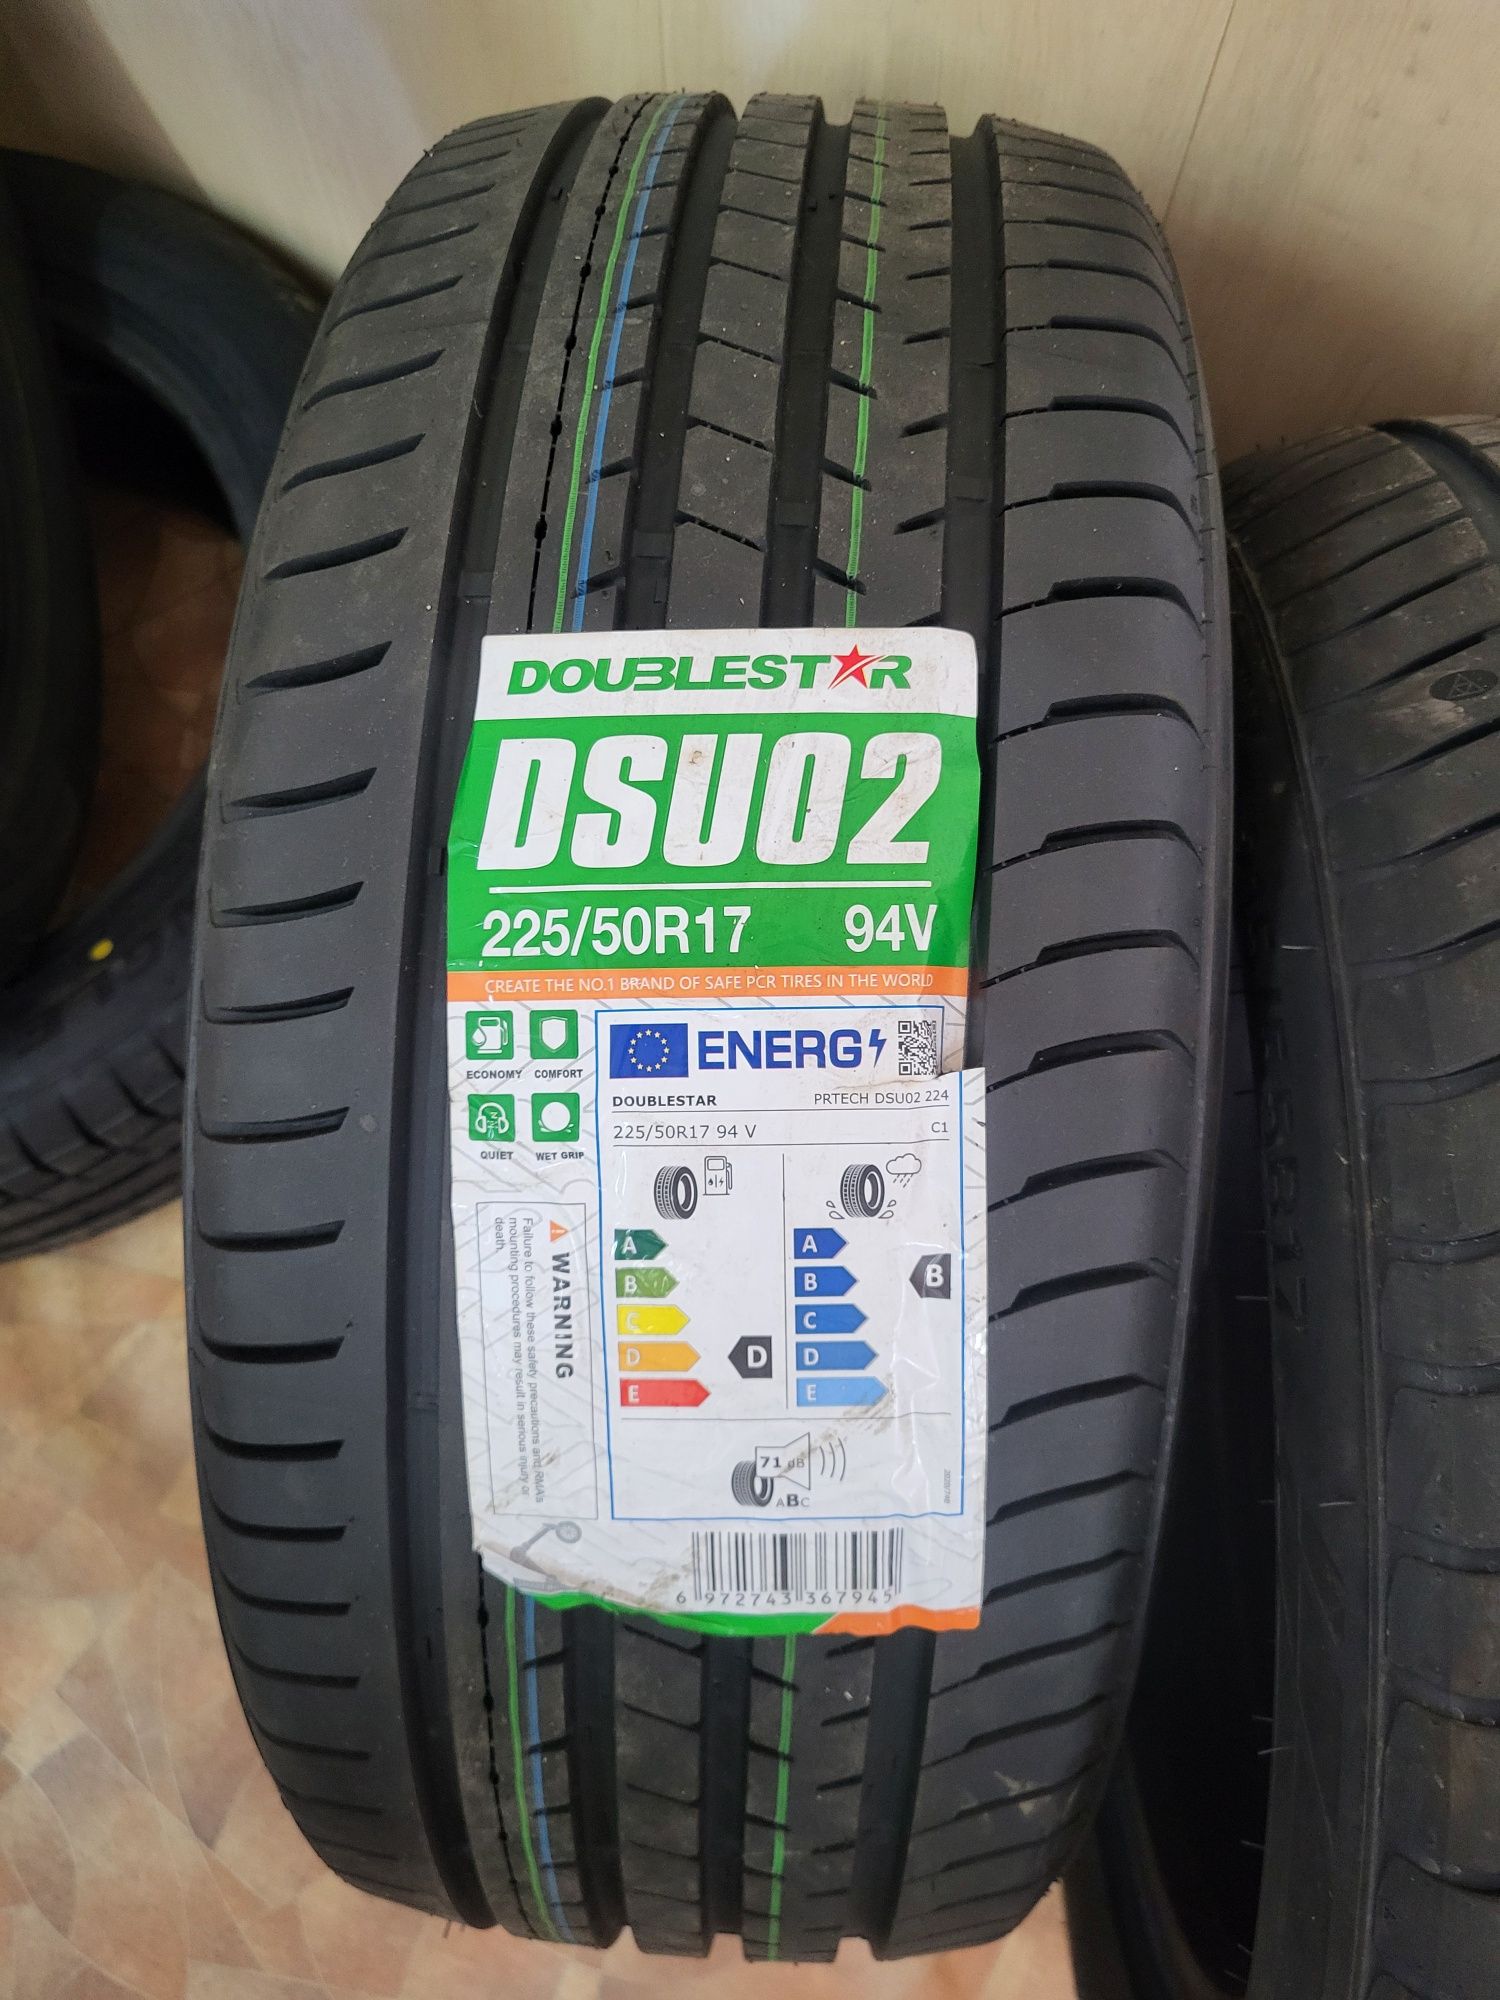 DOUBLESTAR
DSU02
225/50R17 94V
CREATE THE NO.1 BRAND OF SAFE PCR TIRES IN THE WORLD
ECONOMY COMFORT
QUIET WET GRIP
WARNING
Failure to follow these safety precautions and RMA's
mounting procedures may result in serious injury or
death.
ENERG
DOUBLESTAR PRTECH DSU02 224
225/50R17 94 V C1
A A
B B B
C C
D D D
E E
71 dB
ABC
2020/740
6 972743 367945